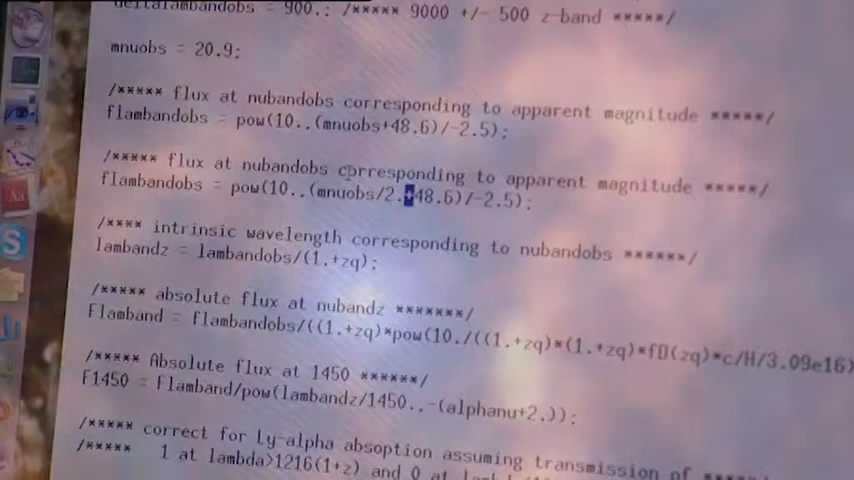 deltalambandobs = 900.; /***** 9000 +/- 500 z-band *****/
mnuobs = 20.9;
/***** flux at nubandobs corresponding to apparent magnitude *****/
flambandobs = pow(10.,(mnuobs+48.6)/-2.5);
/***** flux at nubandobs corresponding to apparent magnitude *****/
flambandobs = pow(10.,(mnuobs/2.+48.6)/-2.5);
/**** intrinsic wavelength corresponding to nubandobs ******/
lambandz = lambandobs/(1.+zq);
/***** absolute flux at nubandz *******/
Flamband = flambandobs/((1.+zq)*pow(10./((1.+zq)*(1.+zq)*fD(zq)*c/H/3.09e16)
/***** Absolute flux at 1450 ******/
F1450 = Flamband/pow(lambandz/1450.,-(alphanu+2.));
/***** correct for Ly-alpha absoption assuming transmission of
/***** 1 at lambda>1216(1+z) and 0 at